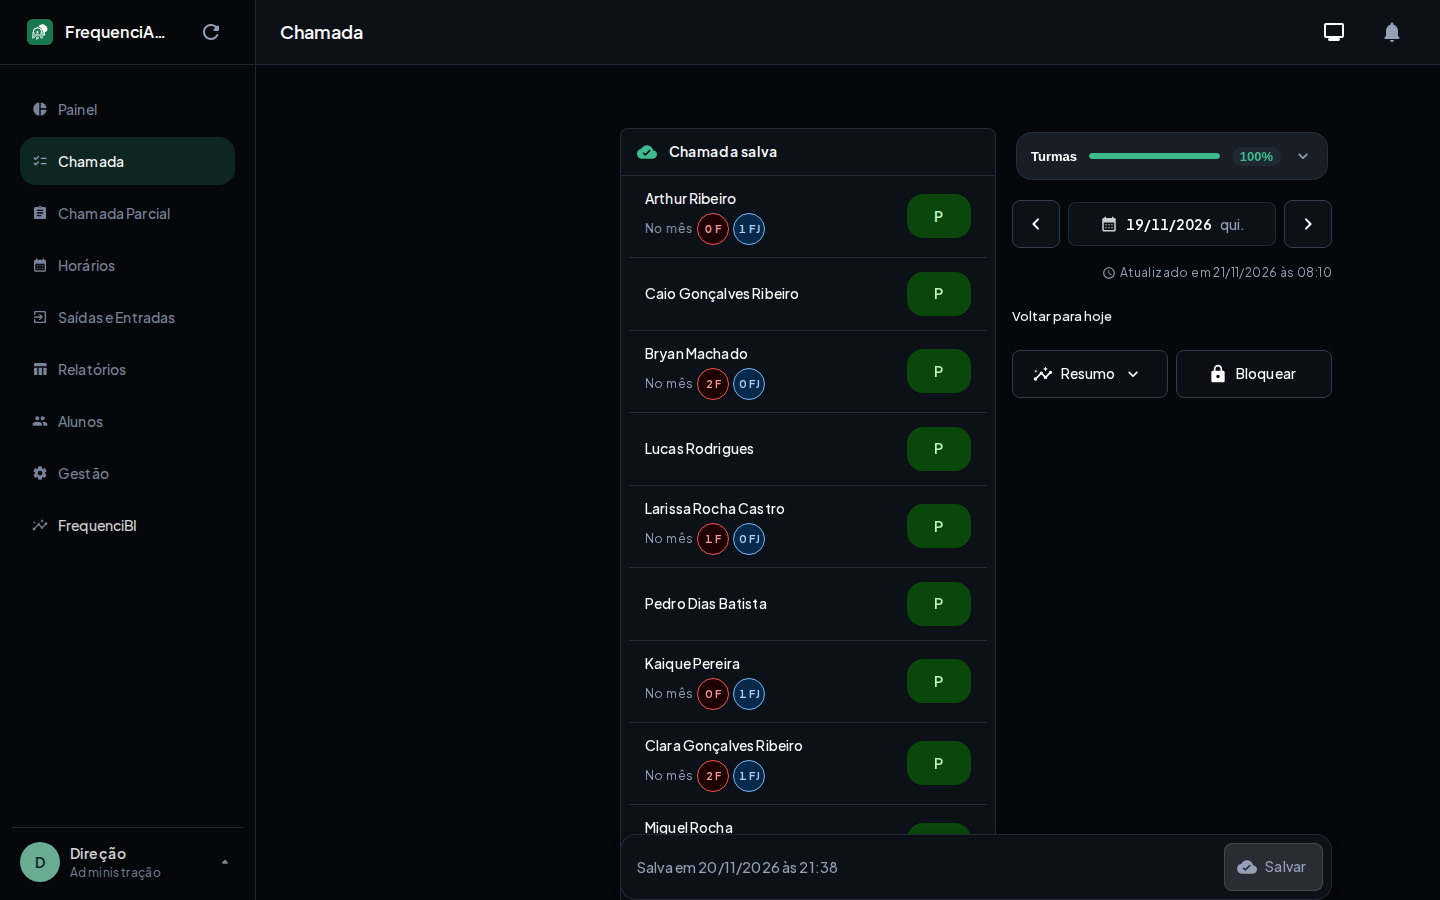 FrequenciA...
Chamada
Painel
Chamada
Chamada Parcial
Horários
Saídas e Entradas
Relatórios
Alunos
Gestão
FrequenciBI
D
Direção
Administração
Chamada salva
Arthur Ribeiro
No mês 0 F 1 FJ
P
Caio Gonçalves Ribeiro
P
Bryan Machado
No mês 2 F 0 FJ
P
Lucas Rodrigues
P
Larissa Rocha Castro
No mês 1 F 0 FJ
P
Pedro Dias Batista
P
Kaique Pereira
No mês 0 F 1 FJ
P
Clara Gonçalves Ribeiro
No mês 2 F 1 FJ
P
Miguel Rocha
Salva em 20/11/2026 às 21:38
Salvar
Turmas 100%
19/11/2026 qui.
Atualizado em 21/11/2026 às 08:10
Voltar para hoje
Resumo
Bloquear